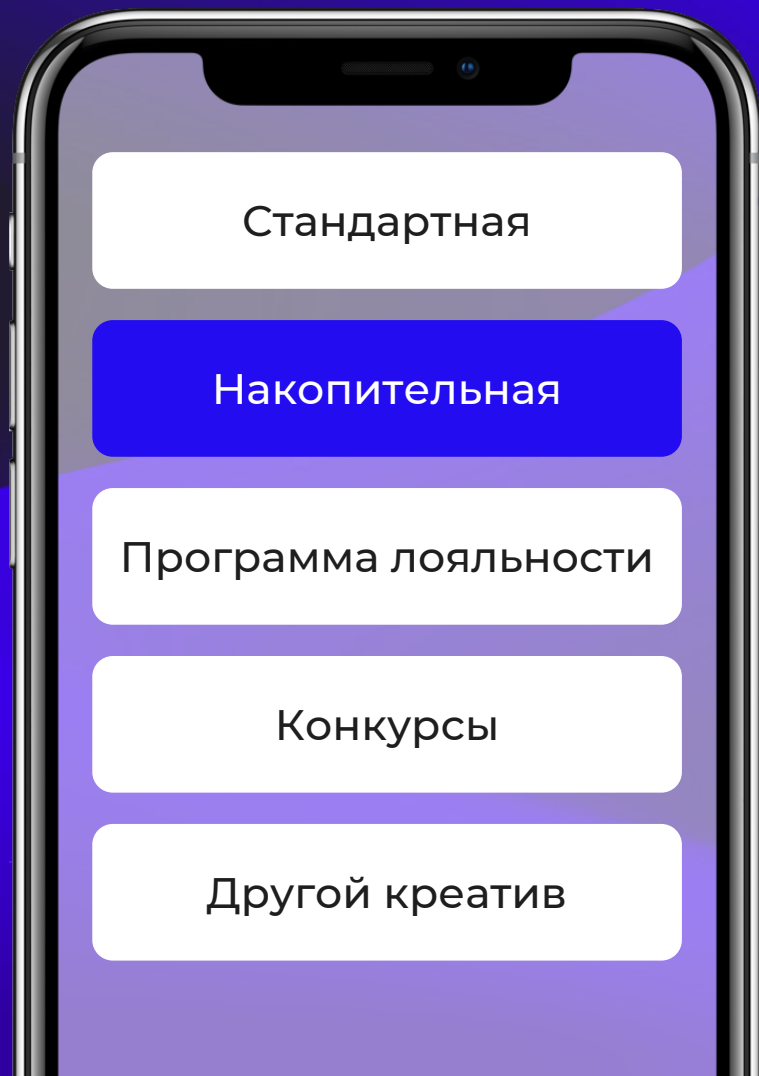 Стандартная
Накопительная
Программа лояльности
Конкурсы
Другой креатив